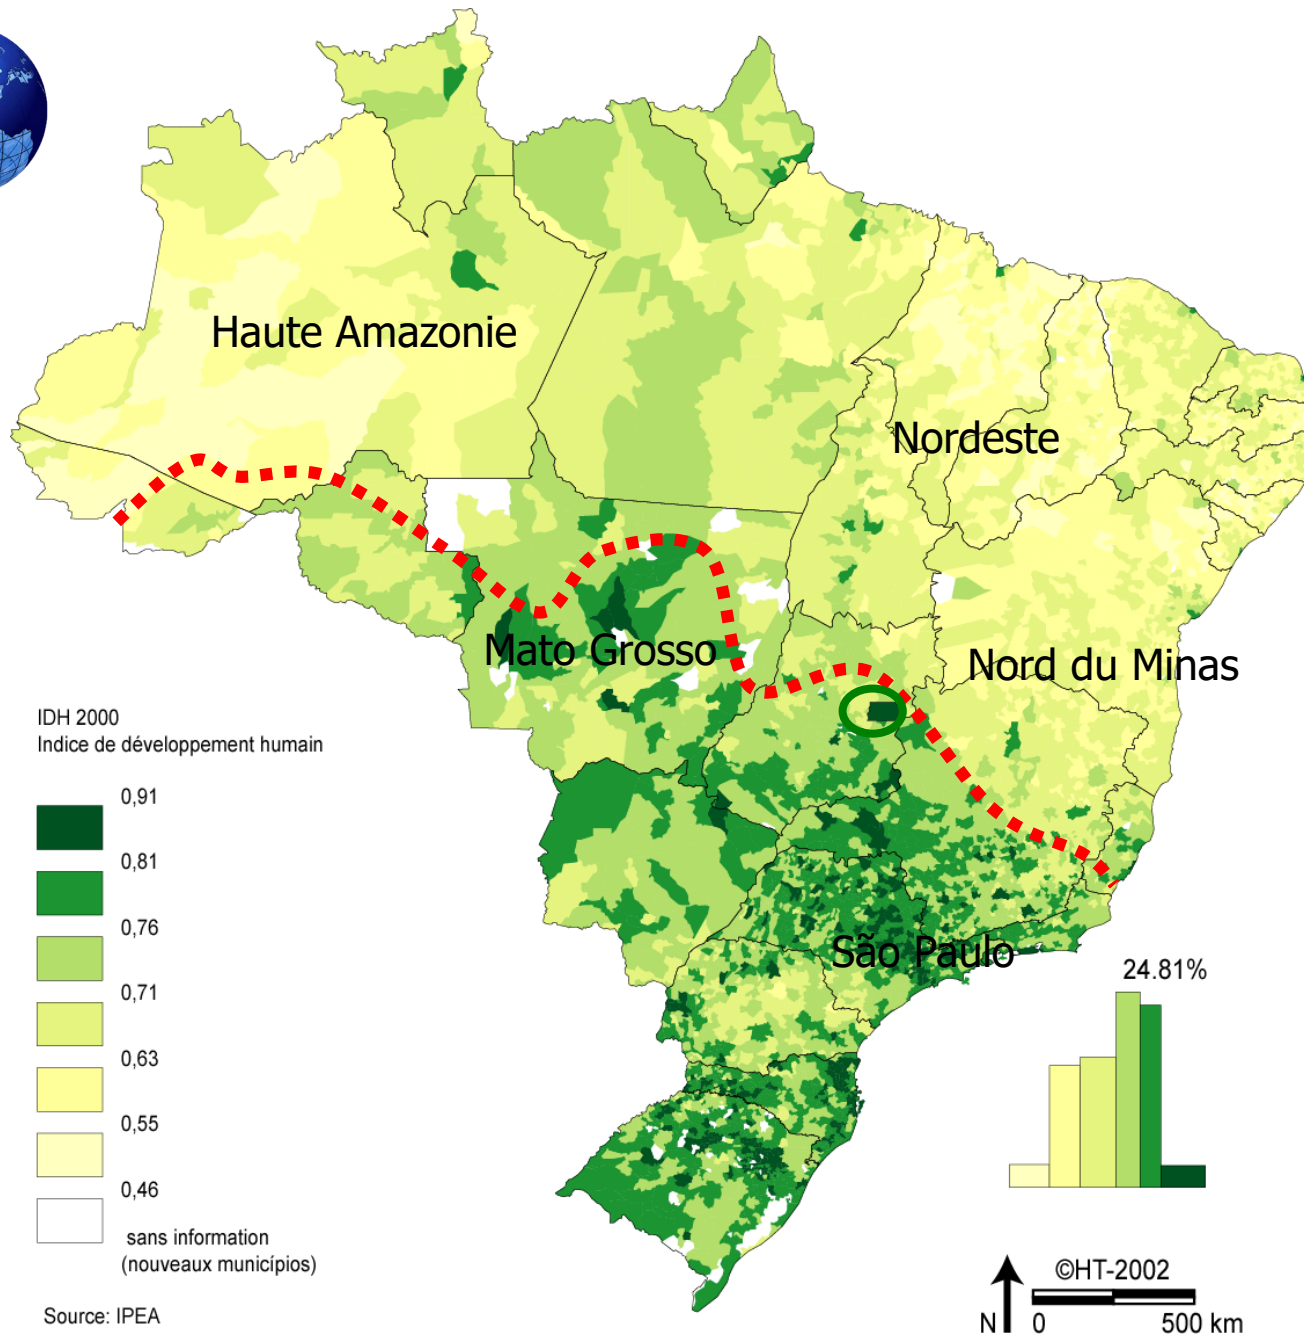 Haute Amazonie
Nordeste
Mato Grosso
Nord du Minas
São Paulo
IDH 2000
Indice de développement humain
0,91
0,81
0,76
0,71
0,63
0,55
0,46
sans information
(nouveaux municípios)
Source: IPEA
24.81%
©HT-2002
N 0 500 km